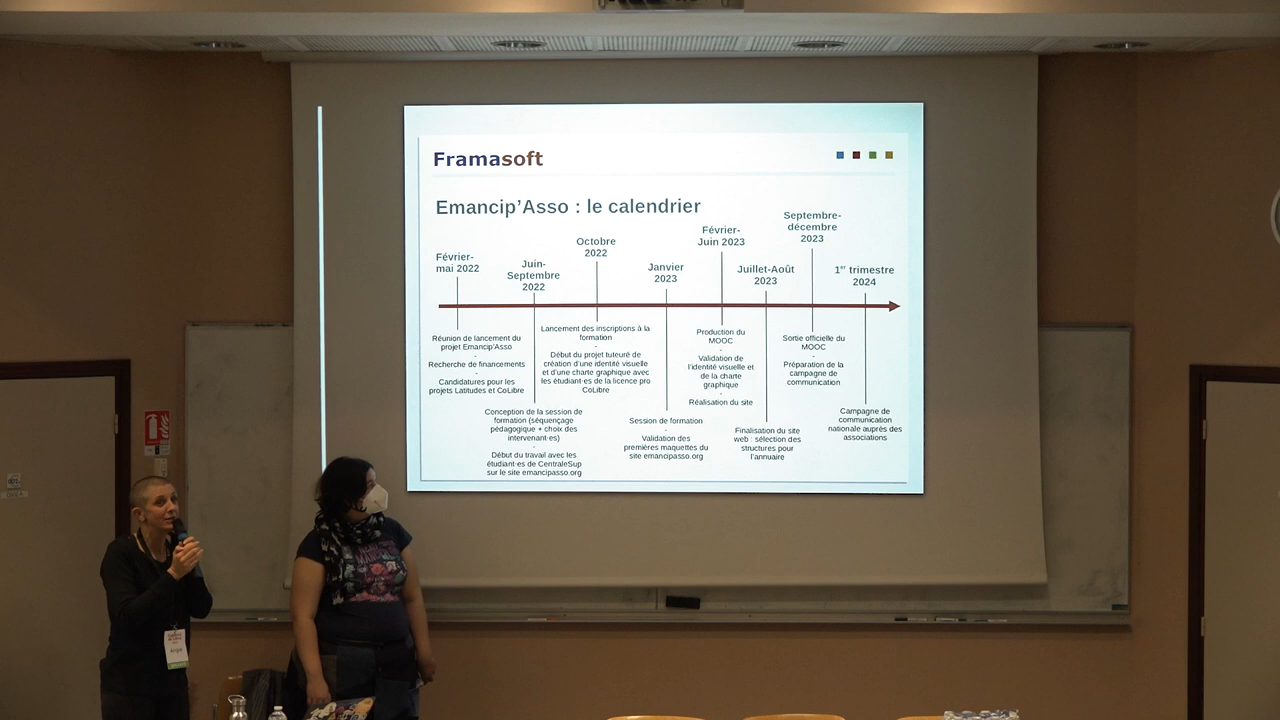 Framasoft
Emancip'Asso : le calendrier
Février-
mai 2022
Réunion de lancement du
projet Emancip'Asso
-
Recherche de financements
-
Candidatures pour les
projets Latitudes et CoLibre
Juin-
Septembre
2022
Conception de la session de
formation (séquençage
pédagogique + choix des
intervenant·es)
-
Début du travail avec les
étudiant·es de CentraleSup
sur le site emancipasso.org
Octobre
2022
Lancement des inscriptions à la
formation
-
Début du projet tuteuré de
création d'une identité visuelle
et d'une charte graphique avec
les étudiant·es de la licence pro
CoLibre
Janvier
2023
Session de formation
-
Validation des
premières maquettes du
site emancipasso.org
Février-
Juin 2023
Production du
MOOC
-
Validation de
l'identité visuelle et
de la charte
graphique
-
Réalisation du site
Juillet-Août
2023
Finalisation du site
web : sélection des
structures pour
l'annuaire
Septembre-
décembre
2023
Sortie officielle du
MOOC
-
Préparation de la
campagne de
communication
1er trimestre
2024
Campagne de
communication
nationale auprès des
associations